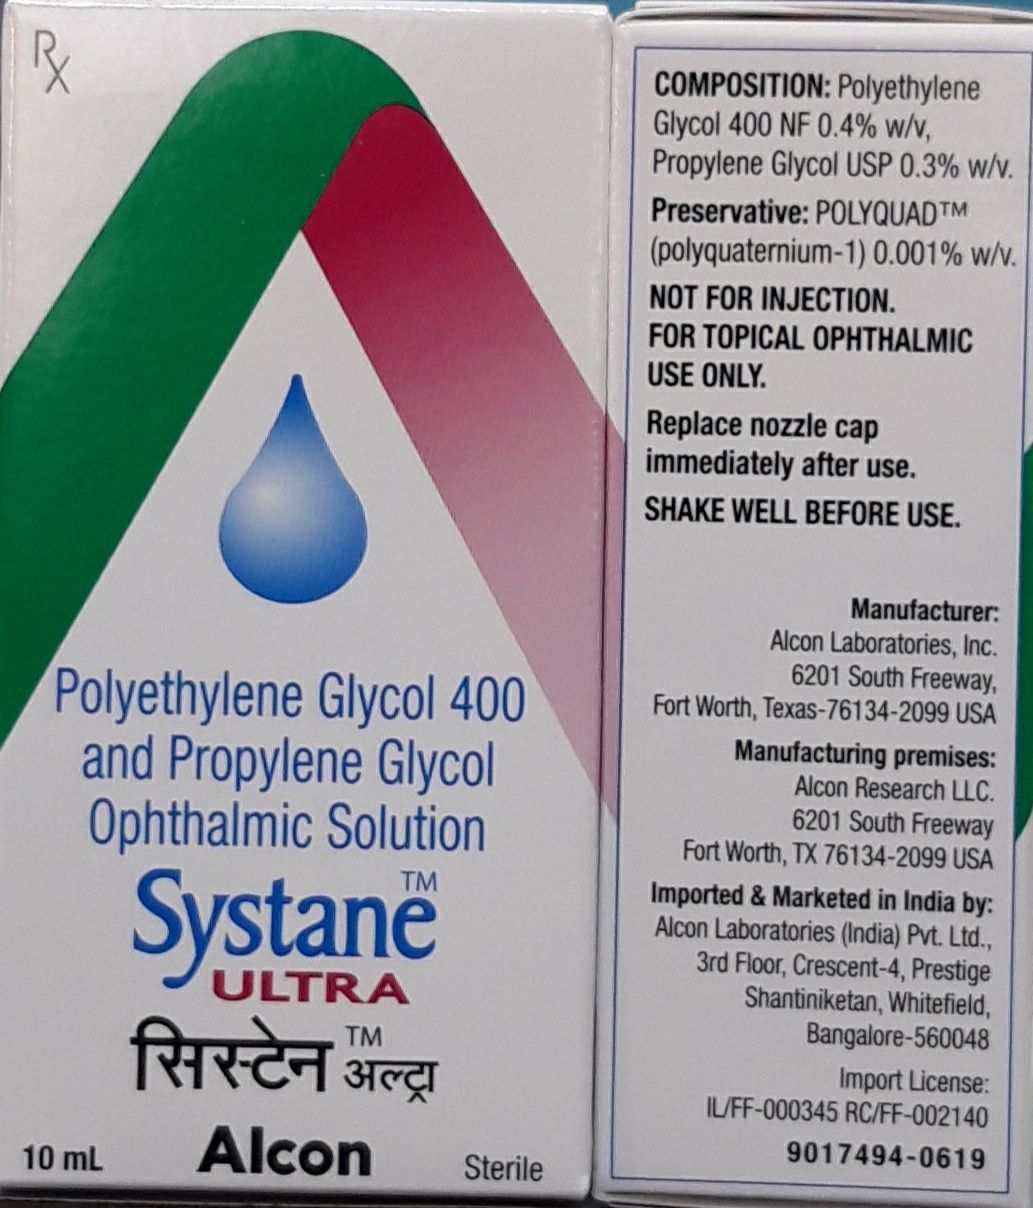 Rx
Polyethylene Glycol 400
and Propylene Glycol
Ophthalmic Solution
Systane™
ULTRA
सिस्टेन™ अल्ट्रा
10 mL
Alcon
Sterile
COMPOSITION: Polyethylene
Glycol 400 NF 0.4% w/v,
Propylene Glycol USP 0.3% w/v.
Preservative: POLYQUAD™
(polyquaternium-1) 0.001% w/v.
NOT FOR INJECTION.
FOR TOPICAL OPHTHALMIC
USE ONLY.
Replace nozzle cap
immediately after use.
SHAKE WELL BEFORE USE.
Manufacturer:
Alcon Laboratories, Inc.
6201 South Freeway,
Fort Worth, Texas-76134-2099 USA
Manufacturing premises:
Alcon Research LLC.
6201 South Freeway
Fort Worth, TX 76134-2099 USA
Imported & Marketed in India by:
Alcon Laboratories (India) Pvt. Ltd.,
3rd Floor, Crescent-4, Prestige
Shantiniketan, Whitefield,
Bangalore-560048
Import License:
IL/FF-000345 RC/FF-002140
9017494-0619